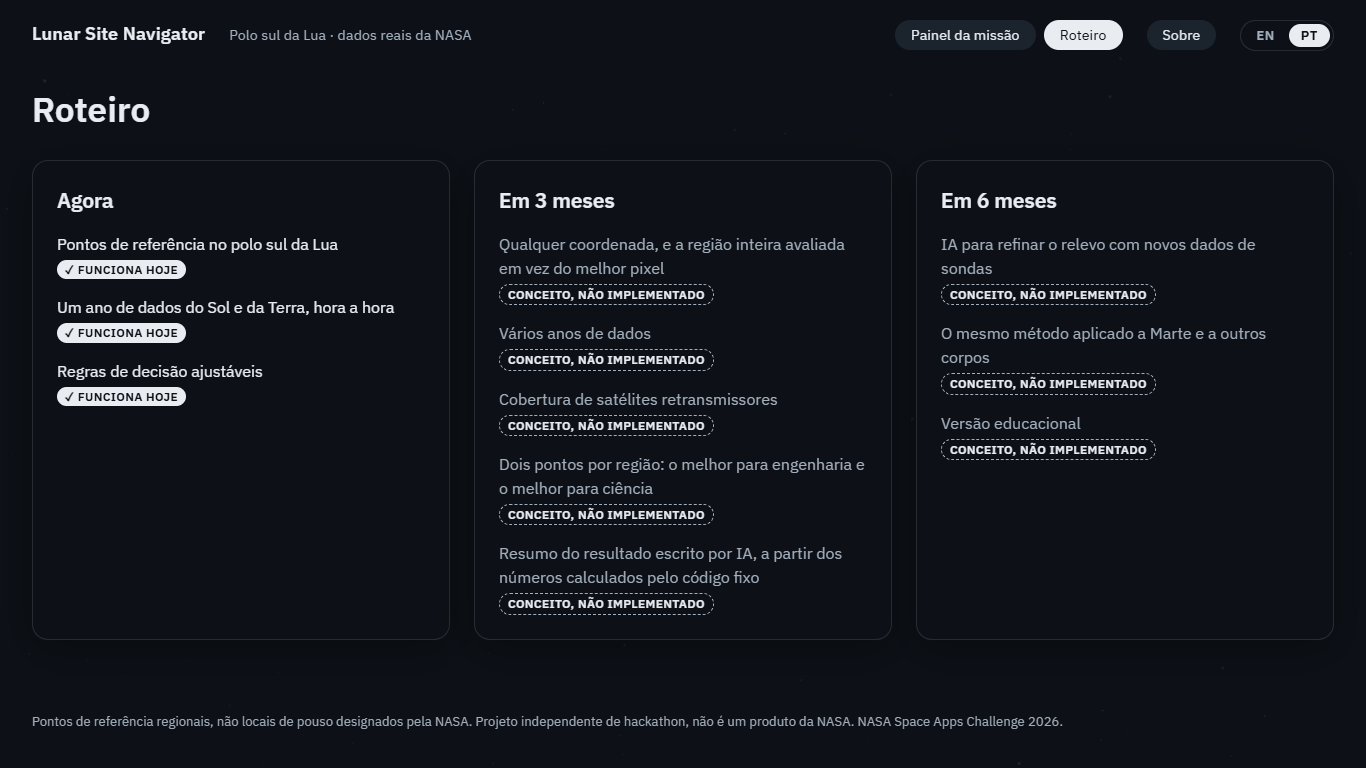 Lunar Site Navigator
Polo sul da Lua · dados reais da NASA
Painel da missão
Roteiro
Sobre
EN
PT
Roteiro
Agora
Pontos de referência no polo sul da Lua
✓ FUNCIONA HOJE
Um ano de dados do Sol e da Terra, hora a hora
✓ FUNCIONA HOJE
Regras de decisão ajustáveis
✓ FUNCIONA HOJE
Em 3 meses
Qualquer coordenada, e a região inteira avaliada
em vez do melhor pixel
CONCEITO, NÃO IMPLEMENTADO
Vários anos de dados
CONCEITO, NÃO IMPLEMENTADO
Cobertura de satélites retransmissores
CONCEITO, NÃO IMPLEMENTADO
Dois pontos por região: o melhor para engenharia e
o melhor para ciência
CONCEITO, NÃO IMPLEMENTADO
Resumo do resultado escrito por IA, a partir dos
números calculados pelo código fixo
CONCEITO, NÃO IMPLEMENTADO
Em 6 meses
IA para refinar o relevo com novos dados de
sondas
CONCEITO, NÃO IMPLEMENTADO
O mesmo método aplicado a Marte e a outros
corpos
CONCEITO, NÃO IMPLEMENTADO
Versão educacional
CONCEITO, NÃO IMPLEMENTADO
Pontos de referência regionais, não locais de pouso designados pela NASA. Projeto independente de hackathon, não é um produto da NASA. NASA Space Apps Challenge 2026.